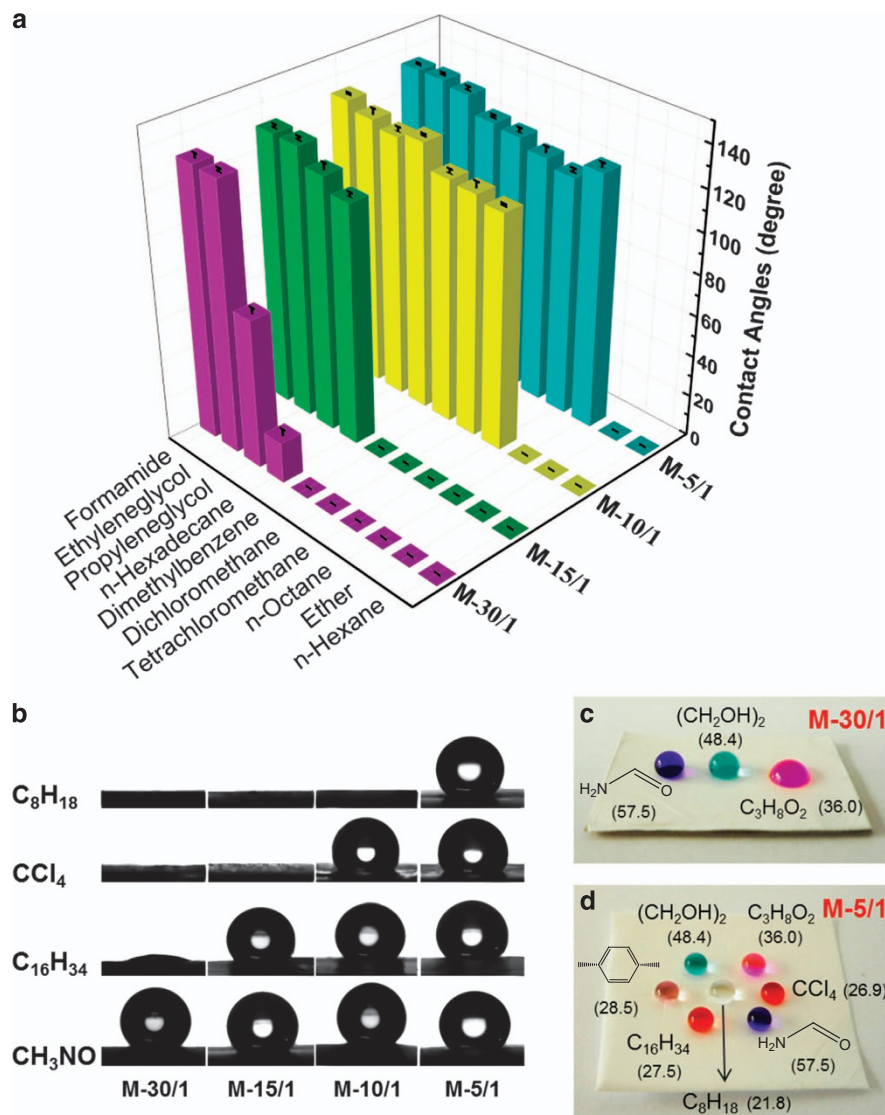 a
140
120
100
80
60
40
20
0
Contact Angles (degree)
Formamide
Ethyleneglycol
Propyleneglycol
n-Hexadecane
Dimethylbenzene
Dichloromethane
Tetrachloromethane
n-Octane
Ether
n-Hexane
M-5/1
M-10/1
M-15/1
M-30/1
b
C₈H₁₈
CCl₄
C₁₆H₃₄
CH₃NO
M-30/1 M-15/1 M-10/1 M-5/1
c
(CH₂OH)₂ M-30/1
(48.4)
H₂N O
(57.5) C₃H₈O₂ (36.0)
d
(CH₂OH)₂ C₃H₈O₂ M-5/1
(48.4) (36.0)
CCl₄ (26.9)
(28.5)
C₁₆H₃₄ H₂N O
(27.5) (57.5)
C₈H₁₈ (21.8)